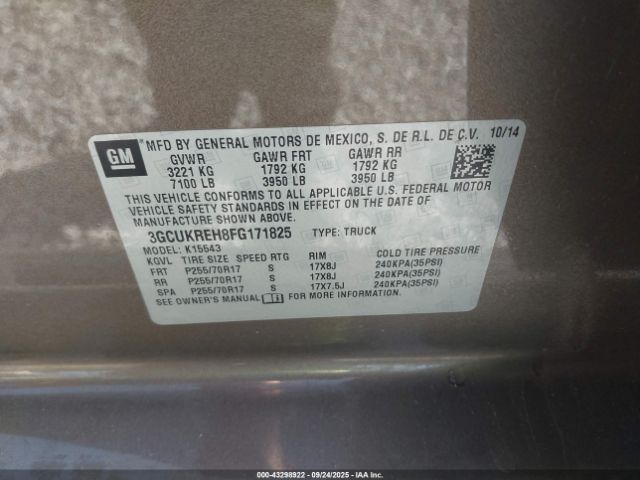 GM
MFD BY GENERAL MOTORS DE MEXICO, S. DE R.L. DE C.V. 10/14
GVWR GAWR FRT GAWR RR
3221 KG 1792 KG 1792 KG
7100 LB 3950 LB 3950 LB
THIS VEHICLE CONFORMS TO ALL APPLICABLE U.S. FEDERAL MOTOR
VEHICLE SAFETY STANDARDS IN EFFECT ON THE DATE OF
MANUFACTURE SHOWN ABOVE.
3GCUKREH8FG171825 TYPE: TRUCK
MODEL: K15543
KGVL TIRE SIZE SPEED RTG RIM COLD TIRE PRESSURE
FRT P255/70R17 S 17X8J 240KPA(35PSI)
RR P255/70R17 S 17X8J 240KPA(35PSI)
SPA P255/70R17 S 17X7.5J 240KPA(35PSI)
SEE OWNER'S MANUAL FOR MORE INFORMATION.
000-43298922 - 09/24/2025 - IAAI.com